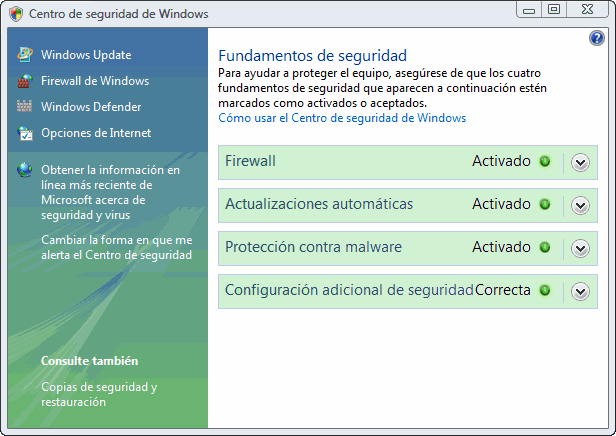 Centro de seguridad de Windows
Windows Update
Firewall de Windows
Windows Defender
Opciones de Internet
Obtener la información en
línea más reciente de
Microsoft acerca de
seguridad y virus
Cambiar la forma en que me
alerta el Centro de seguridad
Consulte también
Copias de seguridad y
restauración
Fundamentos de seguridad
Para ayudar a proteger el equipo, asegúrese de que los cuatro
fundamentos de seguridad que aparecen a continuación estén
marcados como activados o aceptados.
Cómo usar el Centro de seguridad de Windows
Firewall Activado
Actualizaciones automáticas Activado
Protección contra malware Activado
Configuración adicional de seguridad Correcta